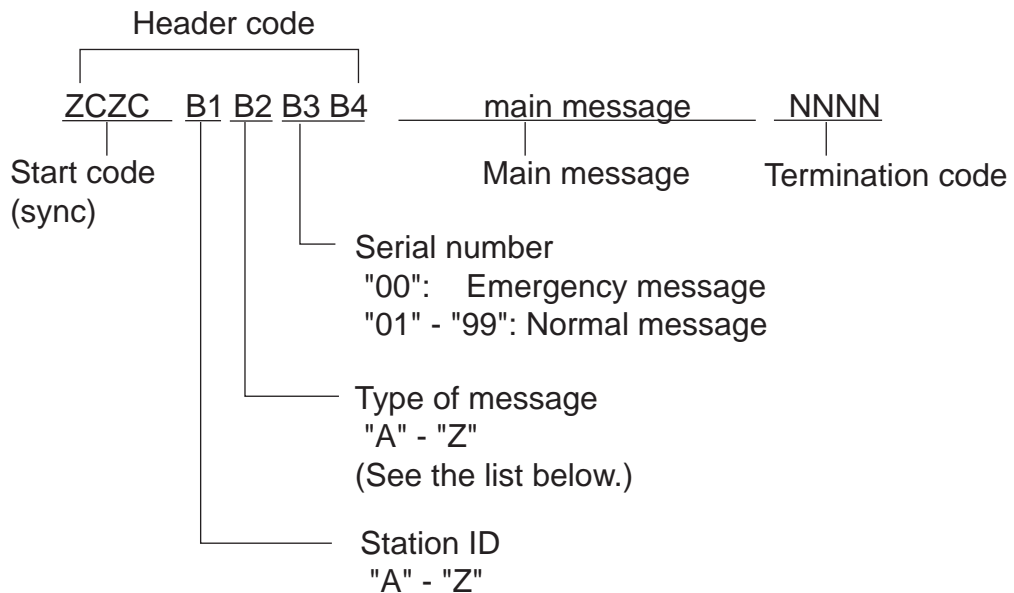 Header code
ZCZC B1 B2 B3 B4 main message NNNN
Start code
(sync)
Main message
Termination code
Serial number
"00": Emergency message
"01" - "99": Normal message
Type of message
"A" - "Z"
(See the list below.)
Station ID
"A" - "Z"